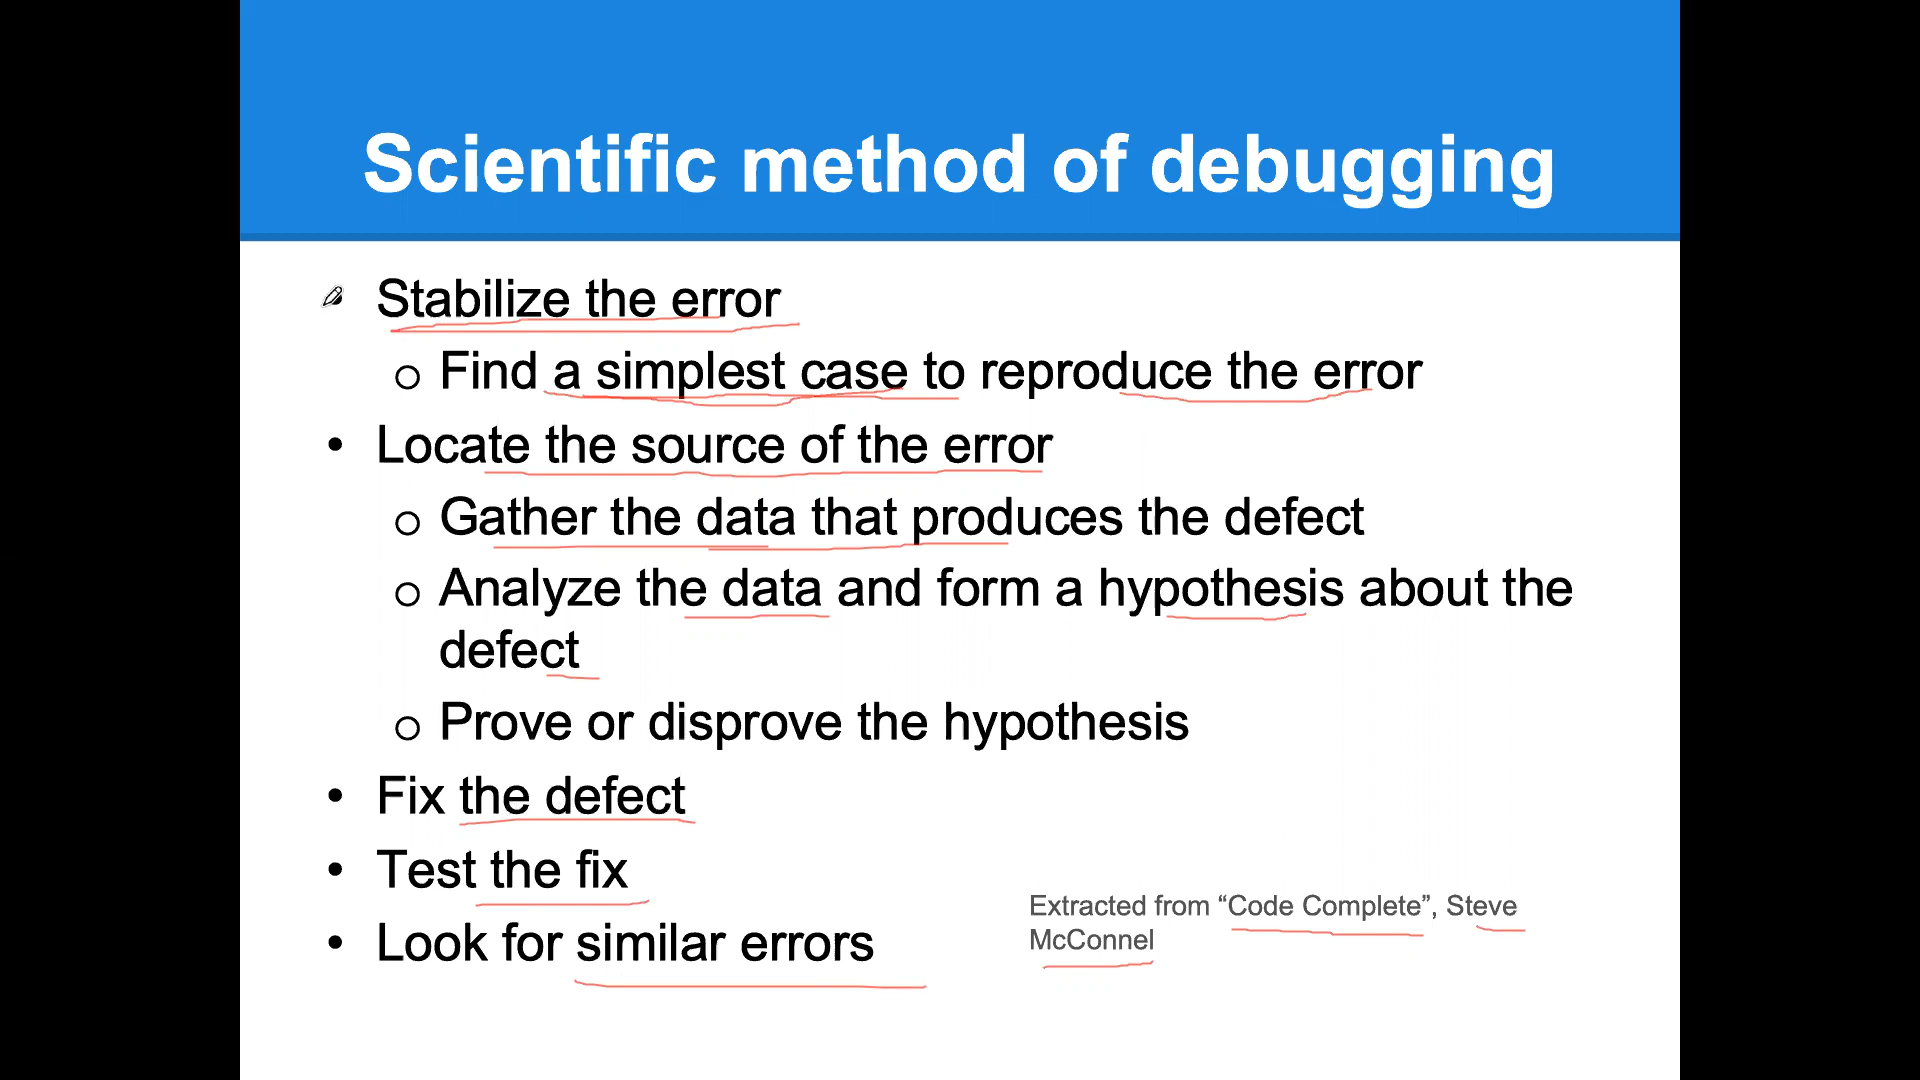 Scientific method of debugging
Stabilize the error
Find a simplest case to reproduce the error
Locate the source of the error
Gather the data that produces the defect
Analyze the data and form a hypothesis about the
defect
Prove or disprove the hypothesis
Fix the defect
Test the fix
Look for similar errors
Extracted from “Code Complete”, Steve
McConnel